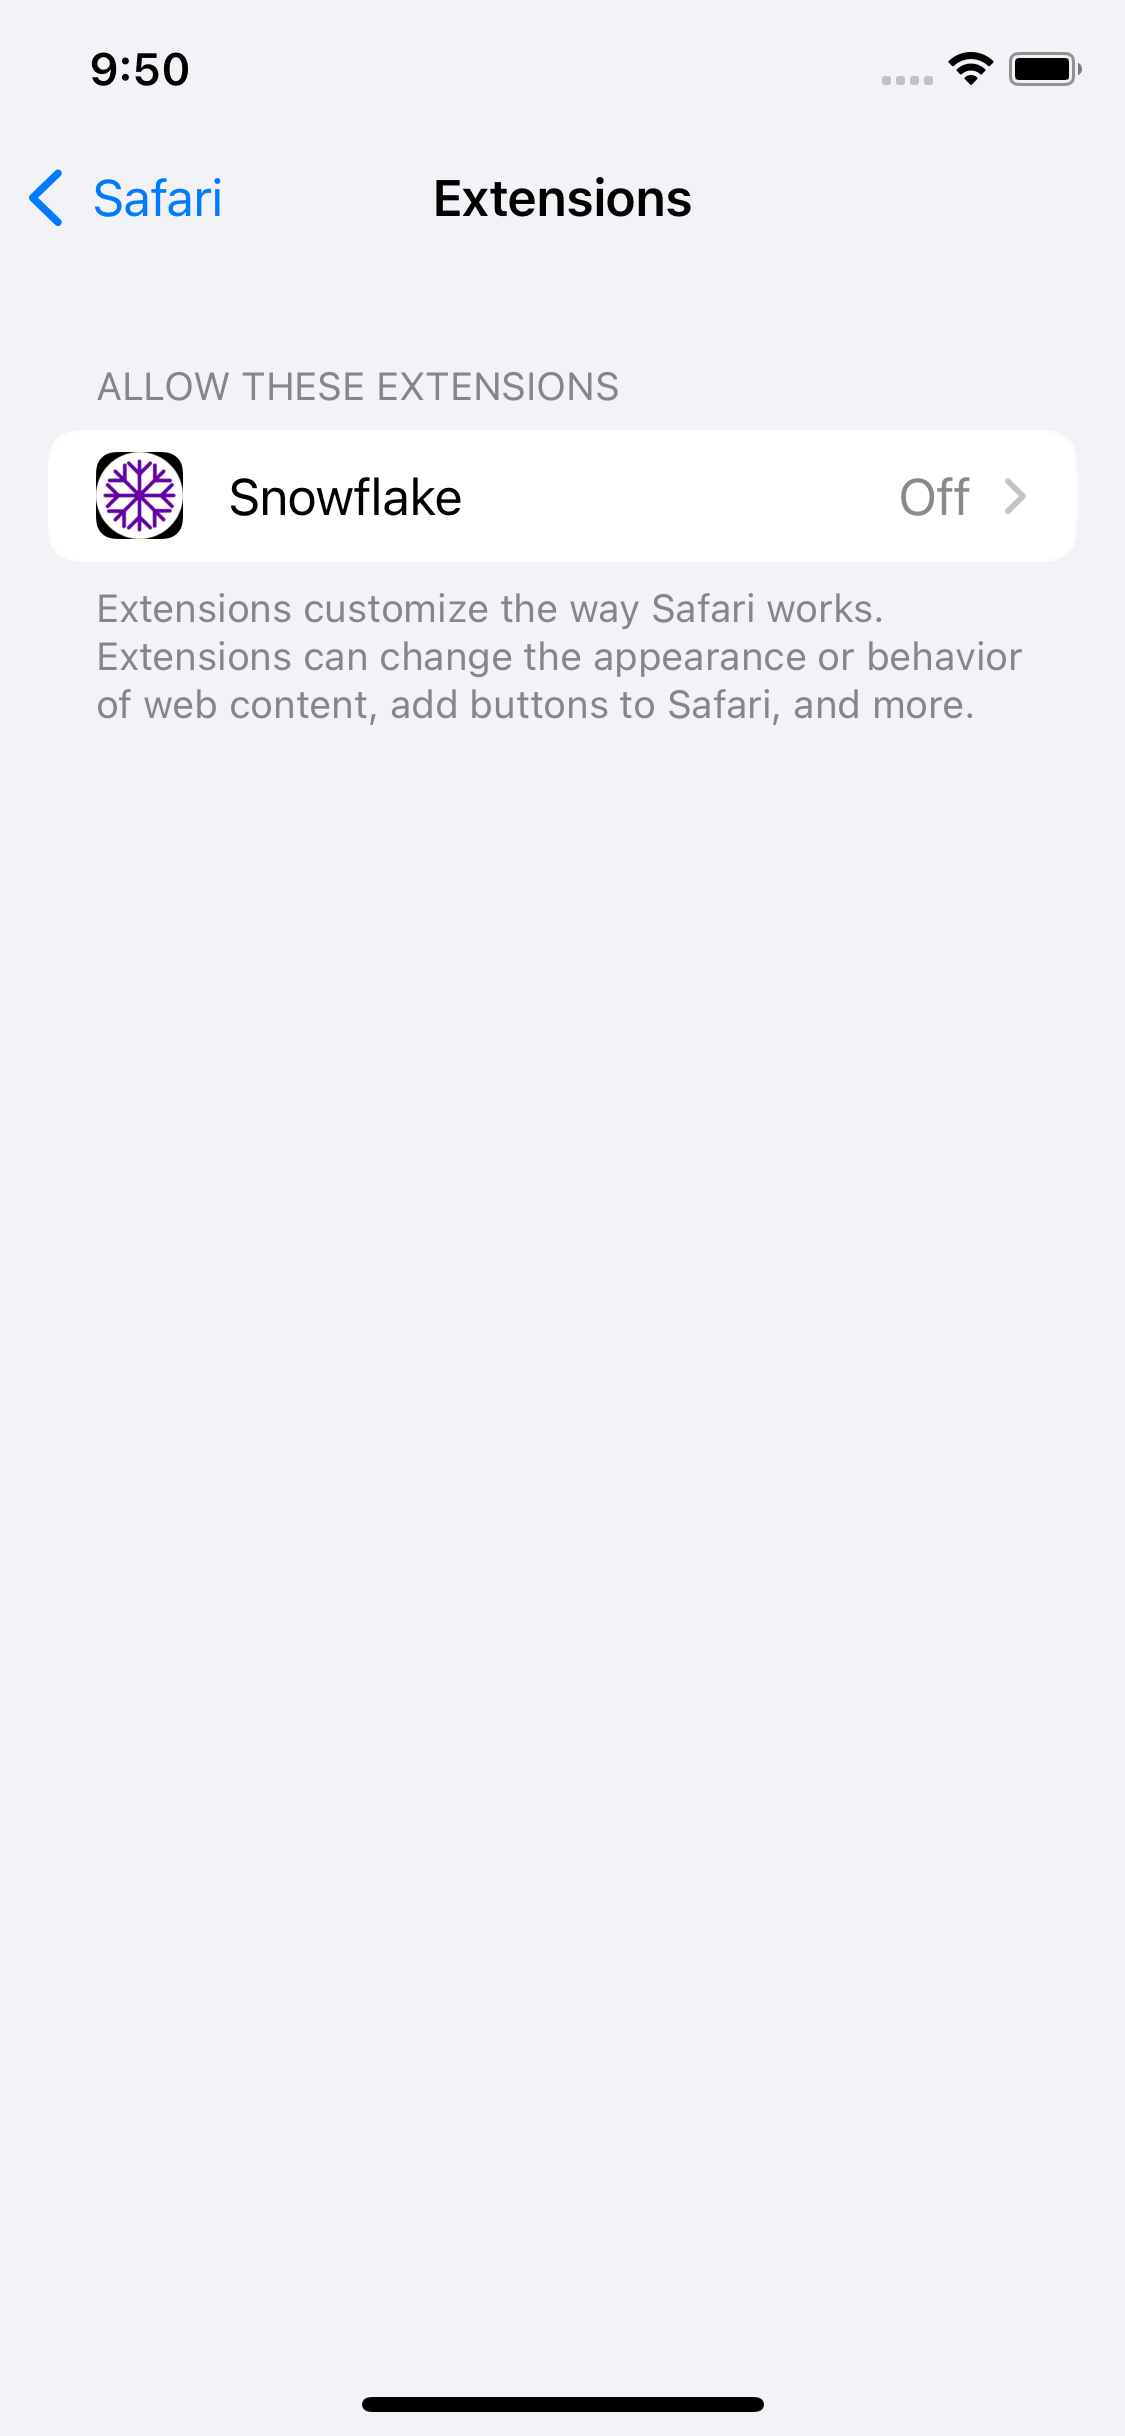 9:50
Safari
Extensions
ALLOW THESE EXTENSIONS
Snowflake
Off
Extensions customize the way Safari works.
Extensions can change the appearance or behavior
of web content, add buttons to Safari, and more.